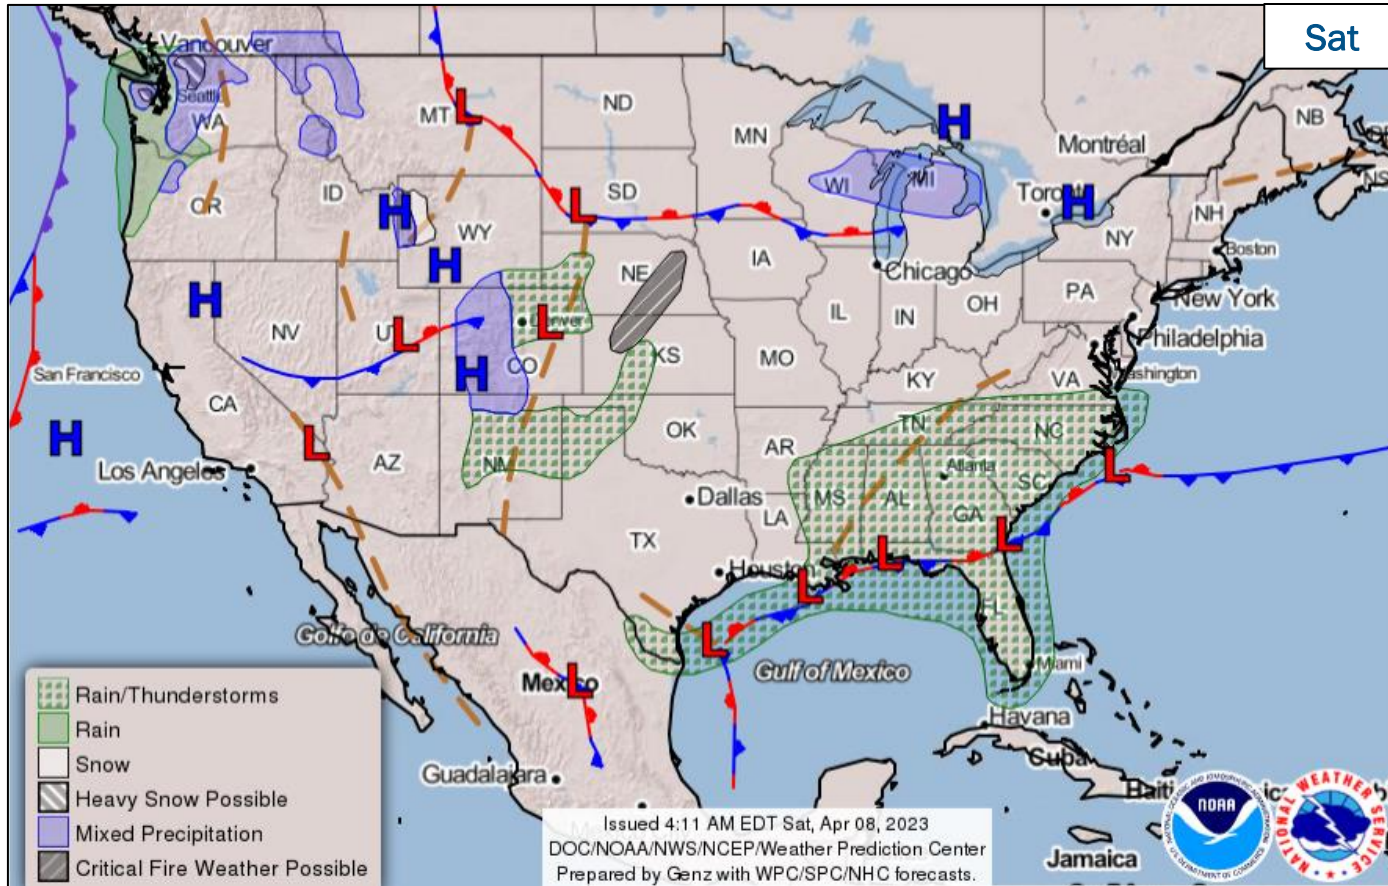 Sat
Vancouver
Seattle
WA
MT
ND
MN
Montréal
NB
NS
OR
ID
WY
SD
WI
MI
Toronto
NH
NY
Boston
NV
UT
Denver
CO
NE
IA
Chicago
IL
IN
OH
PA
New York
Philadelphia
Washington
San Francisco
CA
KS
MO
KY
VA
Los Angeles
AZ
NM
OK
AR
TN
NC
Atlanta
SC
Dallas
LA
MS
AL
GA
TX
Houston
FL
Golfo de California
Gulf of Mexico
Miami
Mexico
Havana
Cuba
Guadalajara
Jamaica
H
H
H
H
H
H
H
L
L
L
L
L
L
L
L
L
L
L
Rain/Thunderstorms
Rain
Snow
Heavy Snow Possible
Mixed Precipitation
Critical Fire Weather Possible
Issued 4:11 AM EDT Sat, Apr 08, 2023
DOC/NOAA/NWS/NCEP/Weather Prediction Center
Prepared by Genz with WPC/SPC/NHC forecasts.
NOAA
NATIONAL WEATHER SERVICE